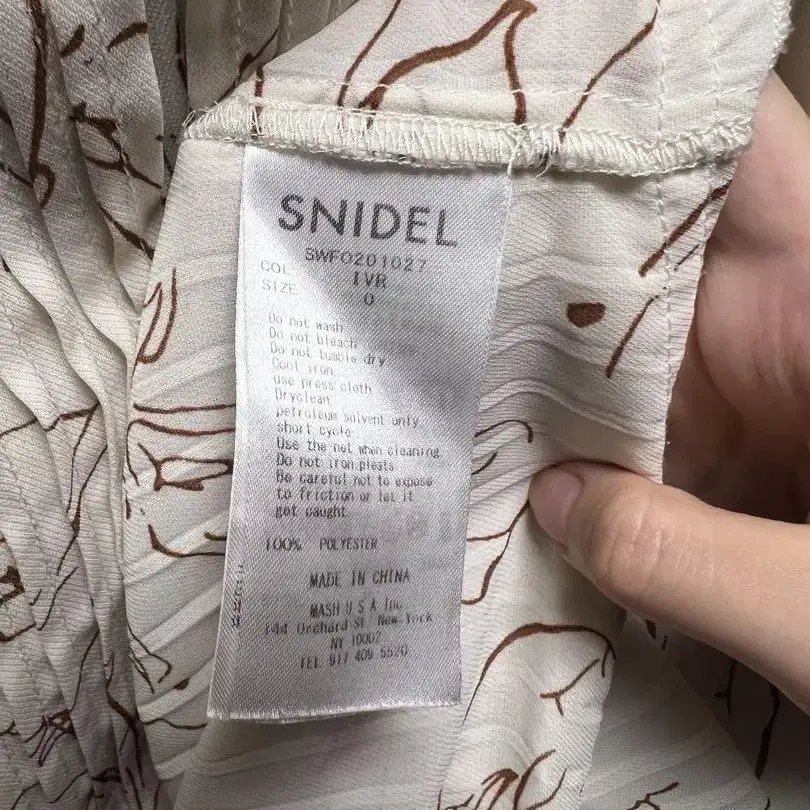 SNIDEL
SWFO201027
COL IVR
SIZE 0
Do not wash
Do not bleach
Do not tumble dry
Cool iron
use press cloth
Dryclean
petroleum solvent only
short cycle
Use the net when cleaning
Do not iron pleats
Be careful not to expose
to friction or let it
get caught
100% POLYESTER
MADE IN CHINA
MASH U S A Inc.
144 Orchard St. New York
NY 10002
TEL 917 409 5520